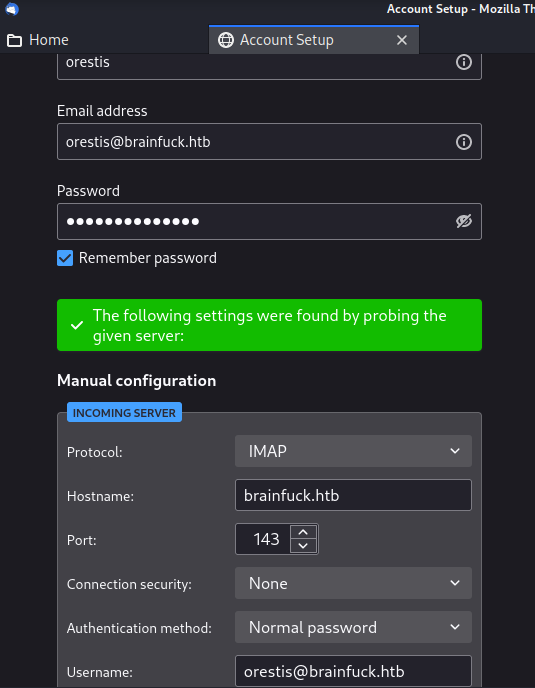 Account Setup - Mozilla Th
Home
Account Setup
orestis
Email address
orestis@brainfuck.htb
Password
Remember password
The following settings were found by probing the
given server:
Manual configuration
INCOMING SERVER
Protocol: IMAP
Hostname: brainfuck.htb
Port: 143
Connection security: None
Authentication method: Normal password
Username: orestis@brainfuck.htb